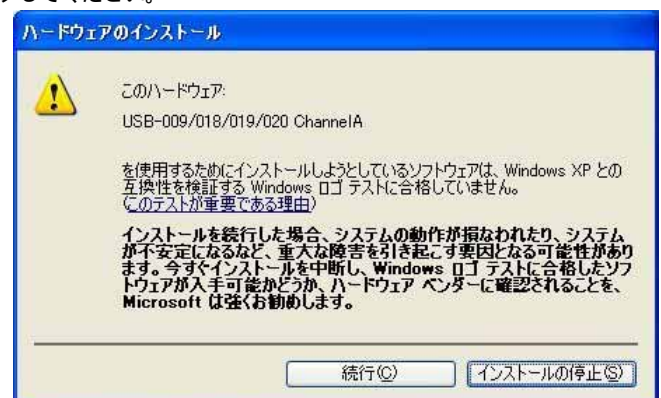 してください。
ハードウェアのインストール
このハードウェア:
USB-009/018/019/020 ChannelA
を使用するためにインストールしようとしているソフトウェアは、Windows XP との
互換性を検証する Windows ロゴ テストに合格していません。
(このテストが重要である理由)
インストールを続行した場合、システムの動作が損なわれたり、システム
が不安定になるなど、重大な障害を引き起こす要因となる可能性があり
ます。今すぐインストールを中断し、Windows ロゴ テストに合格したソフ
トウェアが入手可能かどうか、ハードウェア ベンダーに確認されることを、
Microsoft は強くお勧めします。
続行(C)
インストールの停止(S)